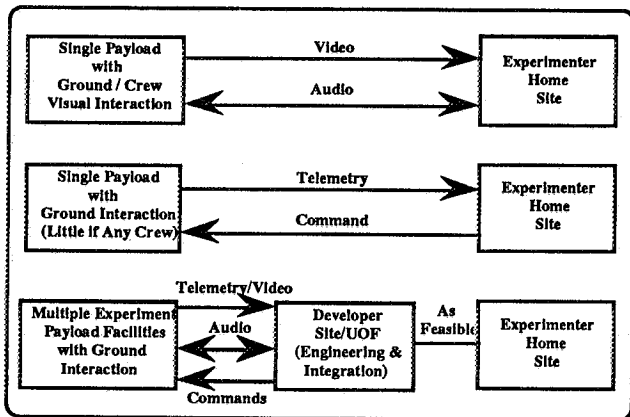 Single Payload
with
Ground / Crew
Visual Interaction
Video
Audio
Experimenter
Home
Site
Single Payload
with
Ground Interaction
(Little if Any Crew)
Telemetry
Command
Experimenter
Home
Site
Multiple Experiment
Payload Facilities
with Ground
Interaction
Telemetry/Video
Audio
Commands
Developer
Site/UOF
(Engineering &
Integration)
As
Feasible
Experimenter
Home
Site